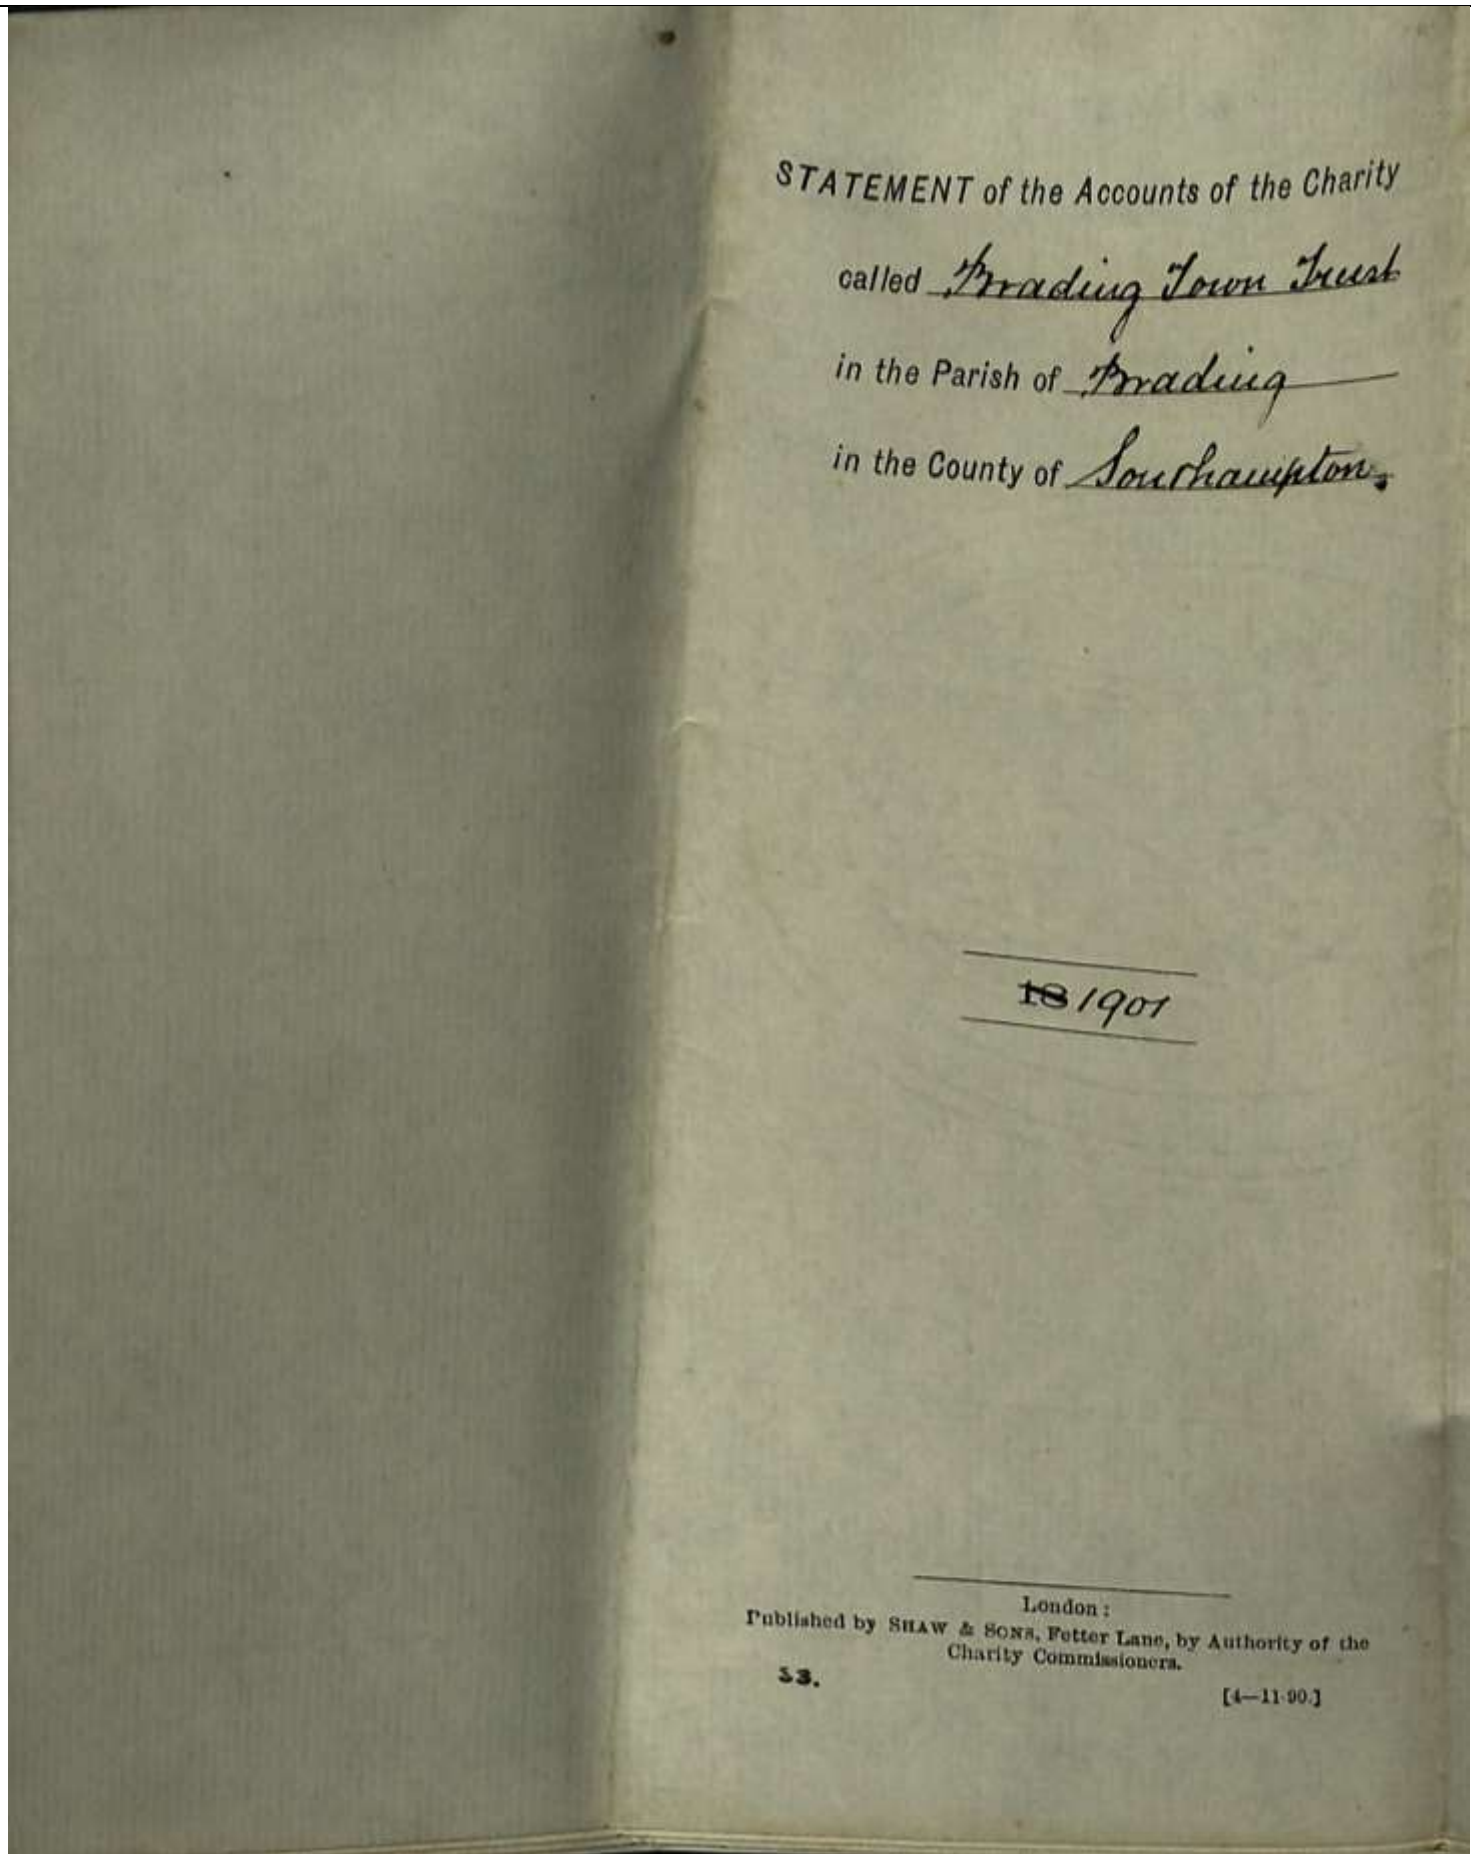 STATEMENT of the Accounts of the Charity
called Brading Town Trust
in the Parish of Brading
in the County of Southampton.
18 1901
London:
Published by SHAW & SONS, Fetter Lane, by Authority of the
Charity Commissioners.
33.
[4—11-90.]